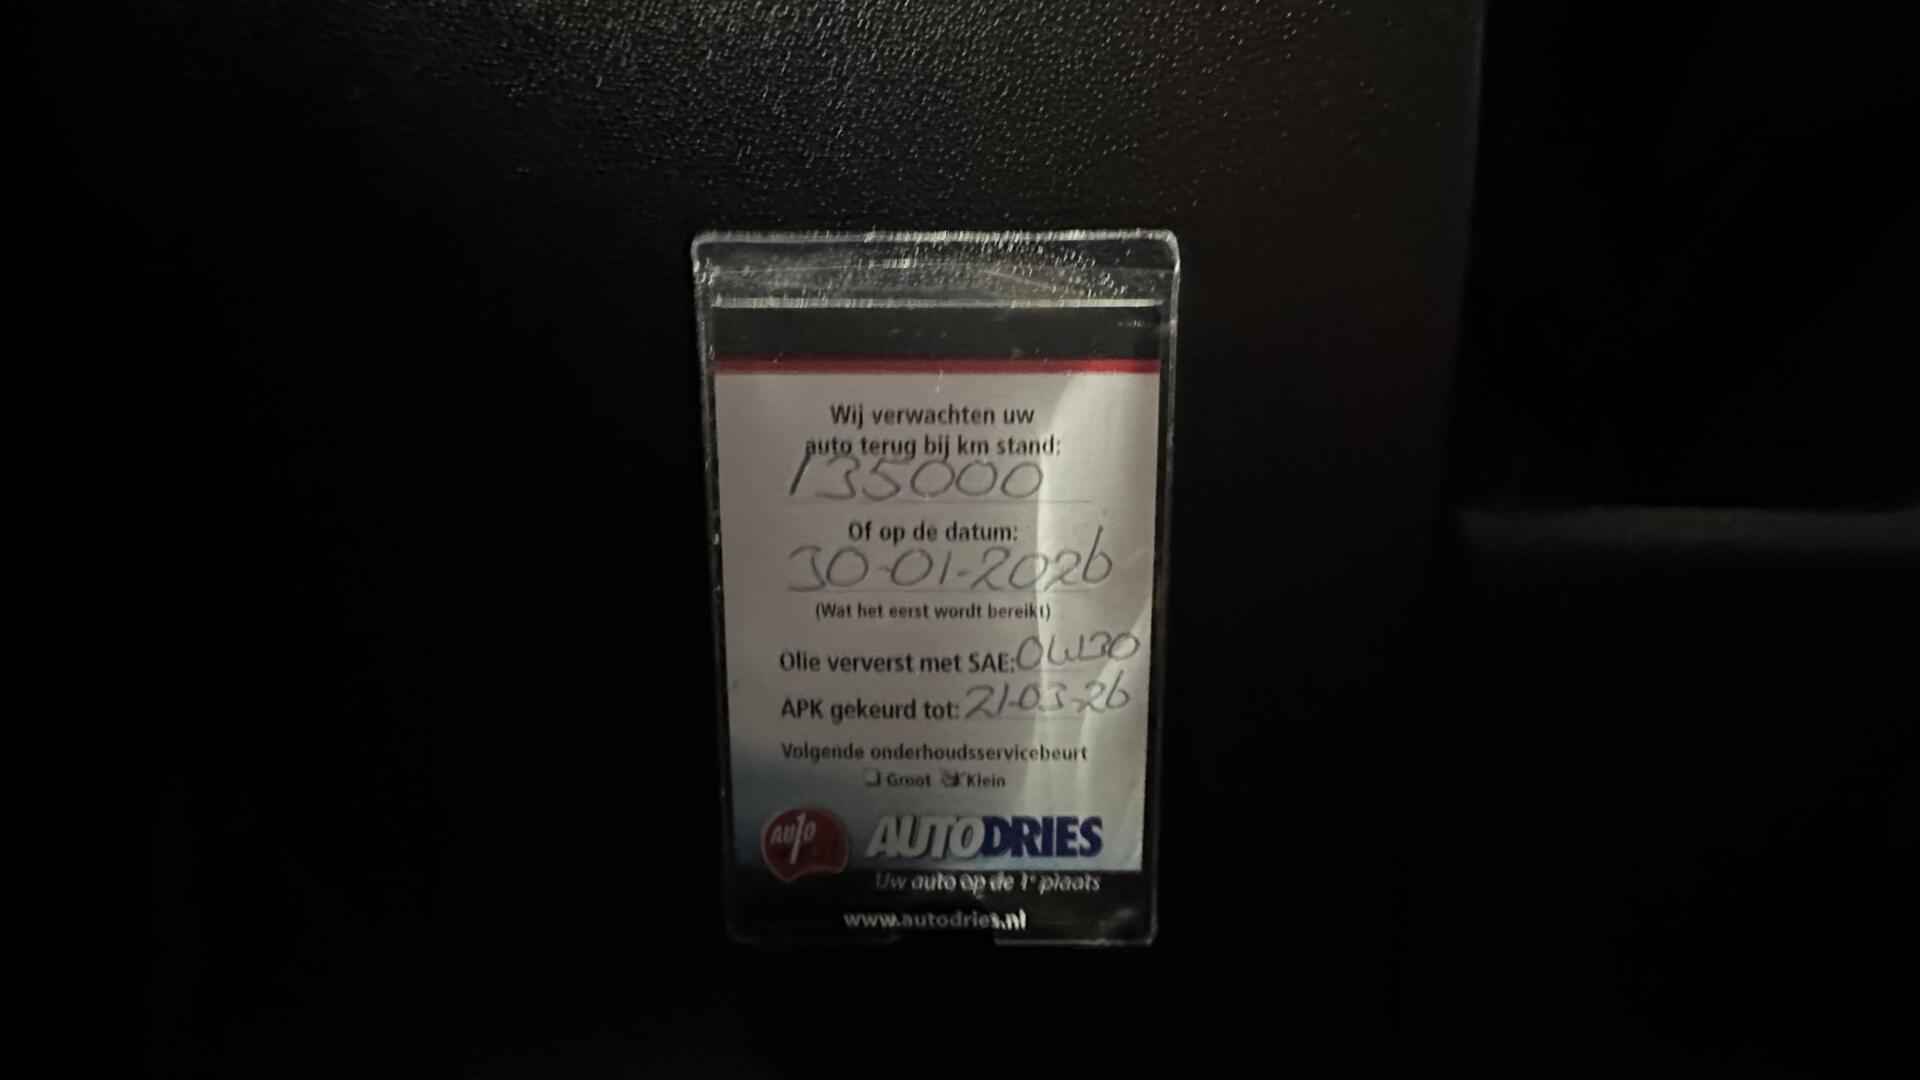 Wij verwachten uw
auto terug bij km stand:
135000
Of op de datum:
30-01-2026
(Wat het eerst wordt bereikt)
Olie ververst met SAE: 0W30
APK gekeurd tot: 21-03-26
Volgende onderhoudsservicebeurt
Groot Klein
AUTO AUTODRIES
Uw auto op de 1e plaats
www.autodries.nl